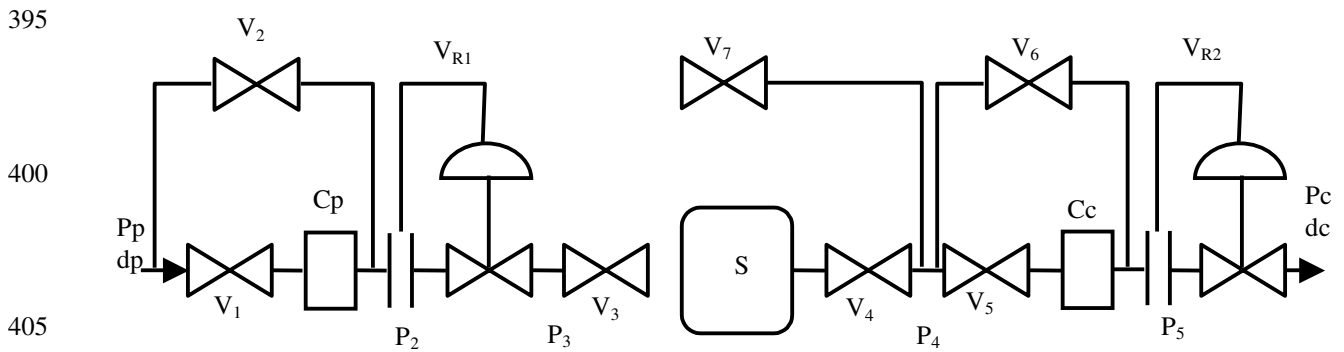 395
V2 VR1 V7 V6 VR2
400
Cp Cc Pc
Pp dc
dp S
V1 V3 V4 V5
405 P2 P3 P4 P5